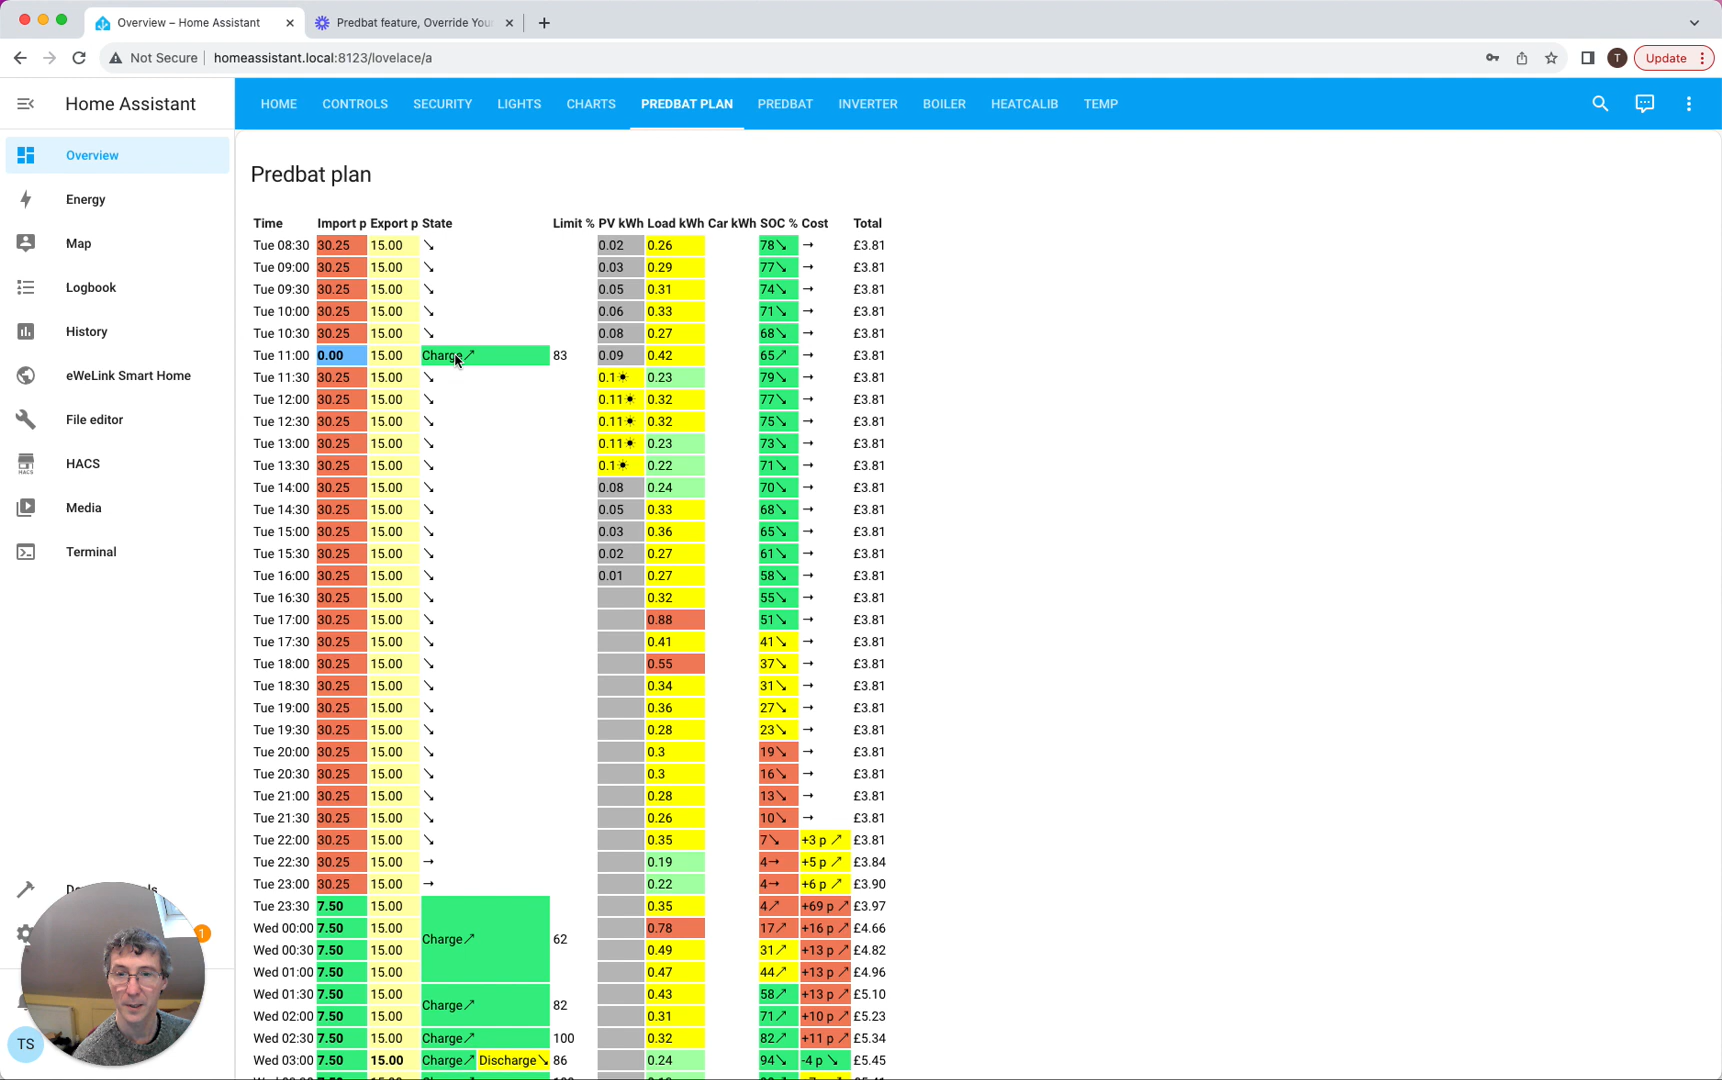 Overview – Home Assistant
Predbat feature, Override You
Not Secure
homeassistant.local:8123/lovelace/a
T
Update
Home Assistant
HOME CONTROLS SECURITY LIGHTS CHARTS PREDBAT PLAN PREDBAT INVERTER BOILER HEATCALIB TEMP
Overview
Energy
Map
Logbook
History
eWeLink Smart Home
File editor
HACS
Media
Terminal
1
TS
Predbat plan
Time Import p Export p State Limit % PV kWh Load kWh Car kWh SOC % Cost Total
Tue 08:30 30.25 15.00 ↘ 0.02 0.26 78↘ → £3.81
Tue 09:00 30.25 15.00 ↘ 0.03 0.29 77↘ → £3.81
Tue 09:30 30.25 15.00 ↘ 0.05 0.31 74↘ → £3.81
Tue 10:00 30.25 15.00 ↘ 0.06 0.33 71↘ → £3.81
Tue 10:30 30.25 15.00 ↘ 0.08 0.27 68↘ → £3.81
Tue 11:00 0.00 15.00 Charge↗ 83 0.09 0.42 65↗ → £3.81
Tue 11:30 30.25 15.00 ↘ 0.1☀ 0.23 79↘ → £3.81
Tue 12:00 30.25 15.00 ↘ 0.11☀ 0.32 77↘ → £3.81
Tue 12:30 30.25 15.00 ↘ 0.11☀ 0.32 75↘ → £3.81
Tue 13:00 30.25 15.00 ↘ 0.11☀ 0.23 73↘ → £3.81
Tue 13:30 30.25 15.00 ↘ 0.1☀ 0.22 71↘ → £3.81
Tue 14:00 30.25 15.00 ↘ 0.08 0.24 70↘ → £3.81
Tue 14:30 30.25 15.00 ↘ 0.05 0.33 68↘ → £3.81
Tue 15:00 30.25 15.00 ↘ 0.03 0.36 65↘ → £3.81
Tue 15:30 30.25 15.00 ↘ 0.02 0.27 61↘ → £3.81
Tue 16:00 30.25 15.00 ↘ 0.01 0.27 58↘ → £3.81
Tue 16:30 30.25 15.00 ↘ 0.32 55↘ → £3.81
Tue 17:00 30.25 15.00 ↘ 0.88 51↘ → £3.81
Tue 17:30 30.25 15.00 ↘ 0.41 41↘ → £3.81
Tue 18:00 30.25 15.00 ↘ 0.55 37↘ → £3.81
Tue 18:30 30.25 15.00 ↘ 0.34 31↘ → £3.81
Tue 19:00 30.25 15.00 ↘ 0.36 27↘ → £3.81
Tue 19:30 30.25 15.00 ↘ 0.28 23↘ → £3.81
Tue 20:00 30.25 15.00 ↘ 0.3 19↘ → £3.81
Tue 20:30 30.25 15.00 ↘ 0.3 16↘ → £3.81
Tue 21:00 30.25 15.00 ↘ 0.28 13↘ → £3.81
Tue 21:30 30.25 15.00 ↘ 0.26 10↘ → £3.81
Tue 22:00 30.25 15.00 ↘ 0.35 7↘ +3 p ↗ £3.81
Tue 22:30 30.25 15.00 → 0.19 4→ +5 p ↗ £3.84
Tue 23:00 30.25 15.00 → 0.22 4→ +6 p ↗ £3.90
Tue 23:30 7.50 15.00 0.35 4↗ +69 p ↗ £3.97
Wed 00:00 7.50 15.00 Charge↗ 62 0.78 17↗ +16 p ↗ £4.66
Wed 00:30 7.50 15.00 0.49 31↗ +13 p ↗ £4.82
Wed 01:00 7.50 15.00 0.47 44↗ +13 p ↗ £4.96
Wed 01:30 7.50 15.00 Charge↗ 82 0.43 58↗ +13 p ↗ £5.10
Wed 02:00 7.50 15.00 0.31 71↗ +10 p ↗ £5.23
Wed 02:30 7.50 15.00 Charge↗ 100 0.32 82↗ +11 p ↗ £5.34
Wed 03:00 7.50 15.00 Charge↗ Discharge↘ 86 0.24 94↘ -4 p ↘ £5.45